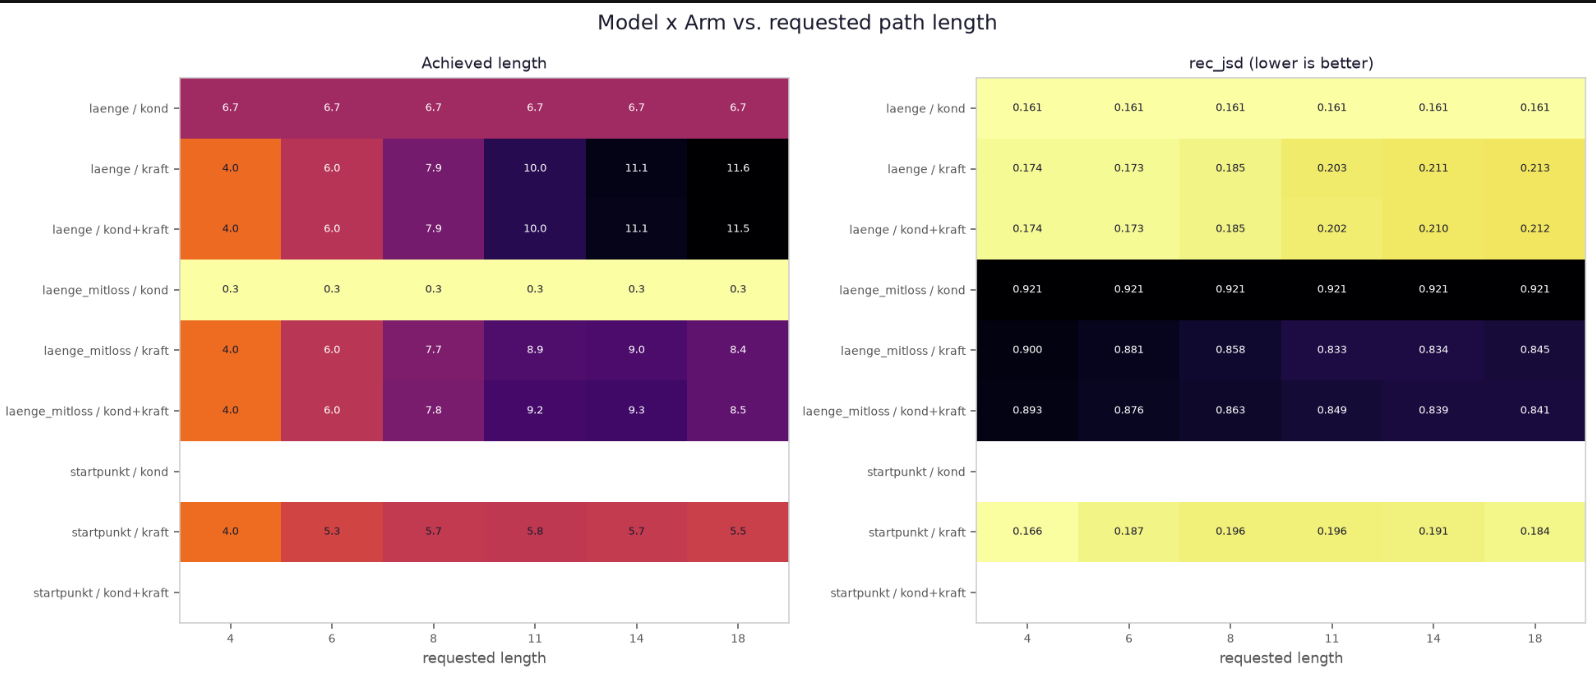 Model x Arm vs. requested path length
Achieved length
laenge / kond 6.7 6.7 6.7 6.7 6.7 6.7
laenge / kraft 4.0 6.0 7.9 10.0 11.1 11.6
laenge / kond+kraft 4.0 6.0 7.9 10.0 11.1 11.5
laenge_mitloss / kond 0.3 0.3 0.3 0.3 0.3 0.3
laenge_mitloss / kraft 4.0 6.0 7.7 8.9 9.0 8.4
laenge_mitloss / kond+kraft 4.0 6.0 7.8 9.2 9.3 8.5
startpunkt / kond
startpunkt / kraft 4.0 5.3 5.7 5.8 5.7 5.5
startpunkt / kond+kraft
4 6 8 11 14 18
requested length
rec_jsd (lower is better)
laenge / kond 0.161 0.161 0.161 0.161 0.161 0.161
laenge / kraft 0.174 0.173 0.185 0.203 0.211 0.213
laenge / kond+kraft 0.174 0.173 0.185 0.202 0.210 0.212
laenge_mitloss / kond 0.921 0.921 0.921 0.921 0.921 0.921
laenge_mitloss / kraft 0.900 0.881 0.858 0.833 0.834 0.845
laenge_mitloss / kond+kraft 0.893 0.876 0.863 0.849 0.839 0.841
startpunkt / kond
startpunkt / kraft 0.166 0.187 0.196 0.196 0.191 0.184
startpunkt / kond+kraft
4 6 8 11 14 18
requested length